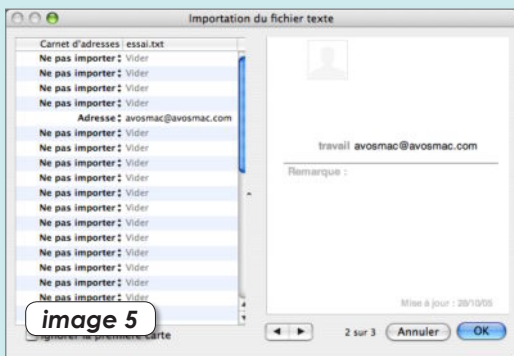 Importation du fichier texte
Carnet d'adresses essai.txt
Ne pas importer Vider
Ne pas importer Vider
Ne pas importer Vider
Ne pas importer Vider
Adresse avosmac@avosmac.com
Ne pas importer Vider
Ne pas importer Vider
Ne pas importer Vider
Ne pas importer Vider
Ne pas importer Vider
Ne pas importer Vider
Ne pas importer Vider
Ne pas importer Vider
Ne pas importer Vider
Ne pas importer Vider
Ne pas importer Vider
Ne pas importer Vider
image 5
Ignorer la première carte
travail avosmac@avosmac.com
Remarque :
Mise à jour : 28/10/05
2 sur 3 Annuler OK